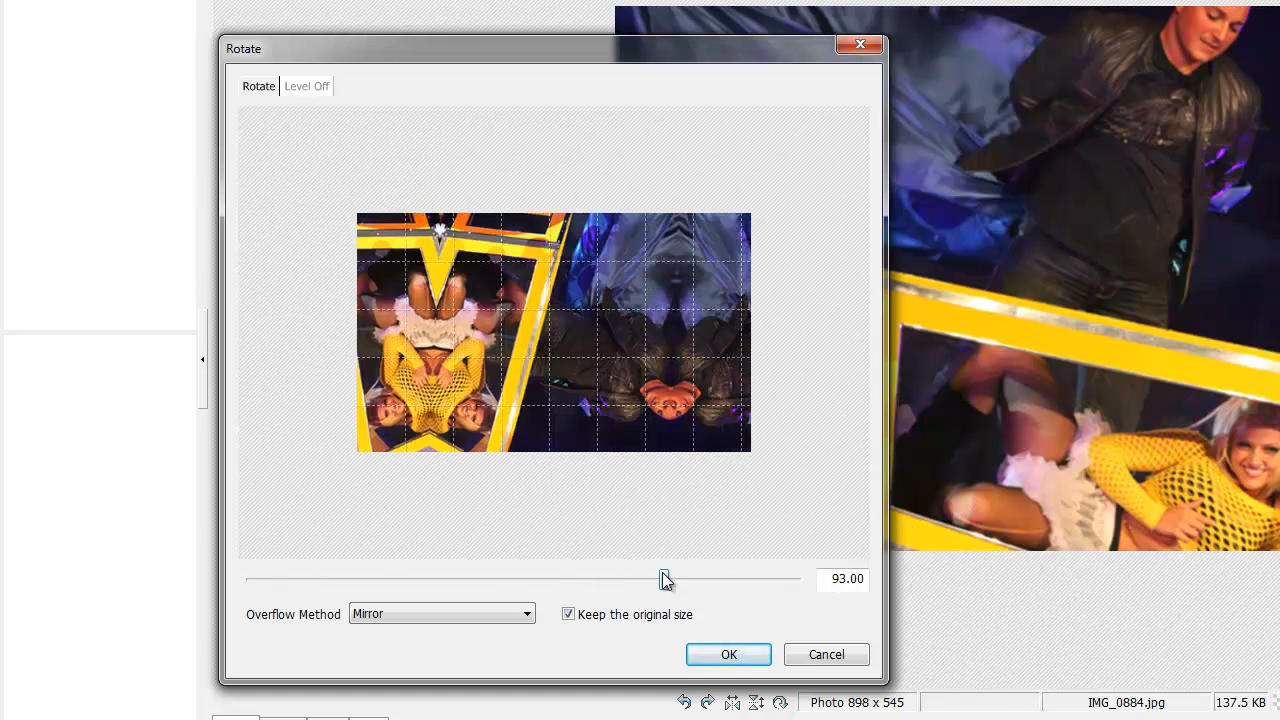 Rotate
Rotate Level Off
93.00
Overflow Method Mirror Keep the original size
OK Cancel
Photo 898 x 545 IMG_0884.jpg 137.5 KB